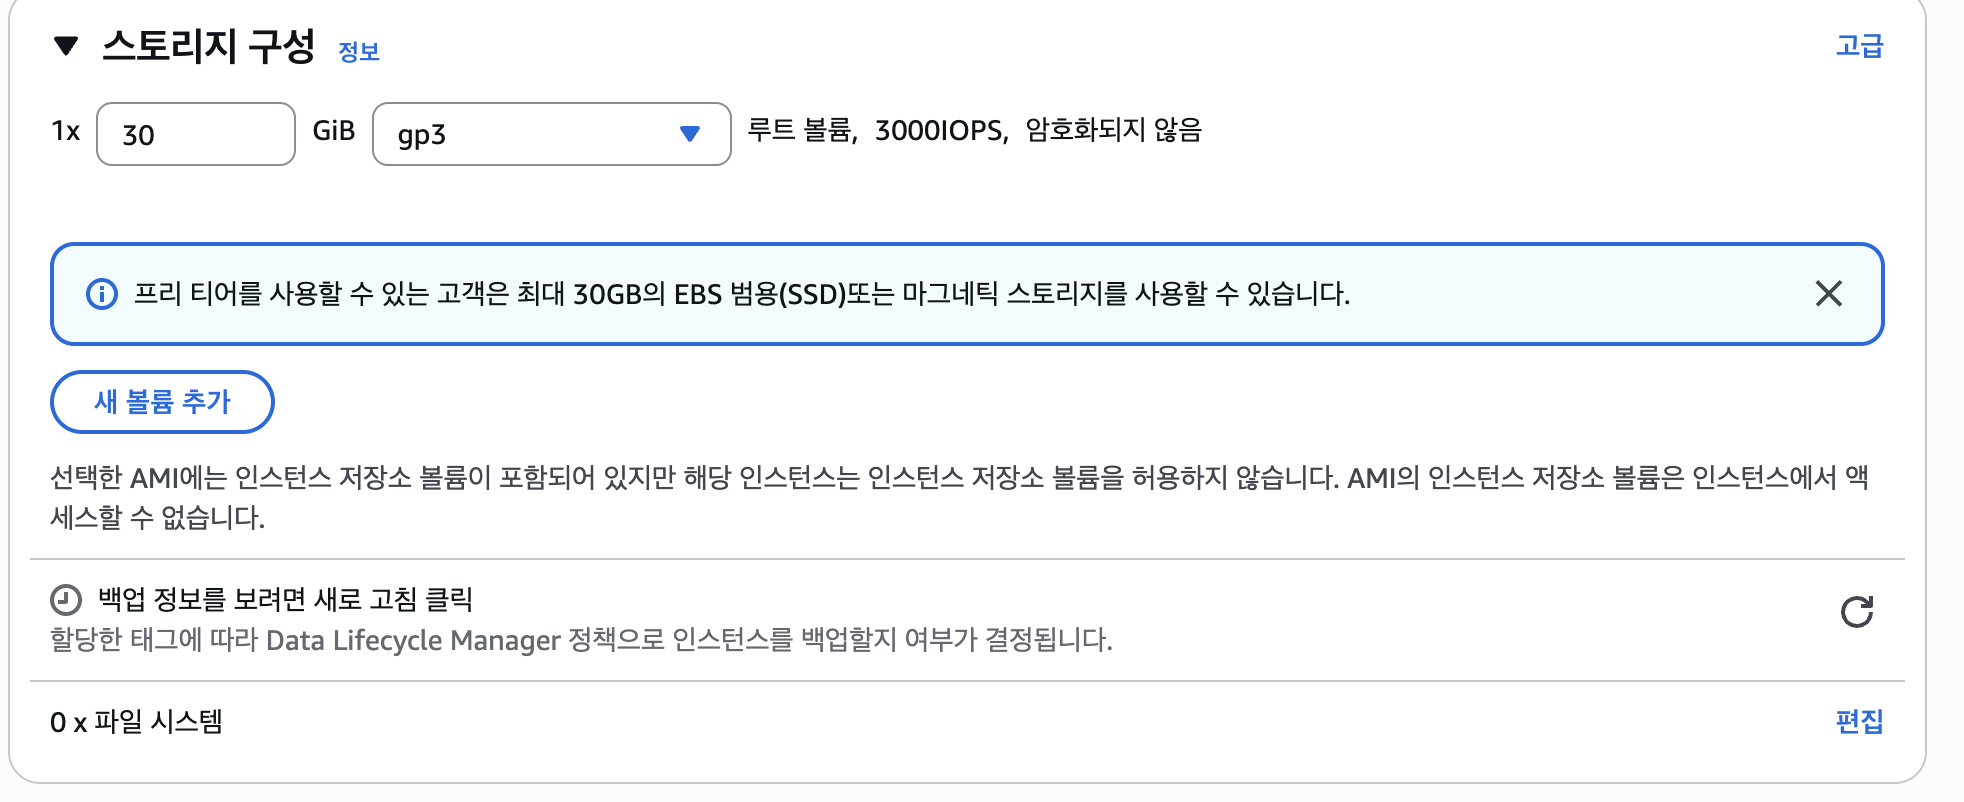 스토리지 구성 정보 고급
1x 30 GiB gp3 루트 볼륨, 3000IOPS, 암호화되지 않음
프리 티어를 사용할 수 있는 고객은 최대 30GB의 EBS 범용(SSD)또는 마그네틱 스토리지를 사용할 수 있습니다.
새 볼륨 추가
선택한 AMI에는 인스턴스 저장소 볼륨이 포함되어 있지만 해당 인스턴스는 인스턴스 저장소 볼륨을 허용하지 않습니다. AMI의 인스턴스 저장소 볼륨은 인스턴스에서 액
세스할 수 없습니다.
백업 정보를 보려면 새로 고침 클릭
할당한 태그에 따라 Data Lifecycle Manager 정책으로 인스턴스를 백업할지 여부가 결정됩니다.
0 x 파일 시스템 편집